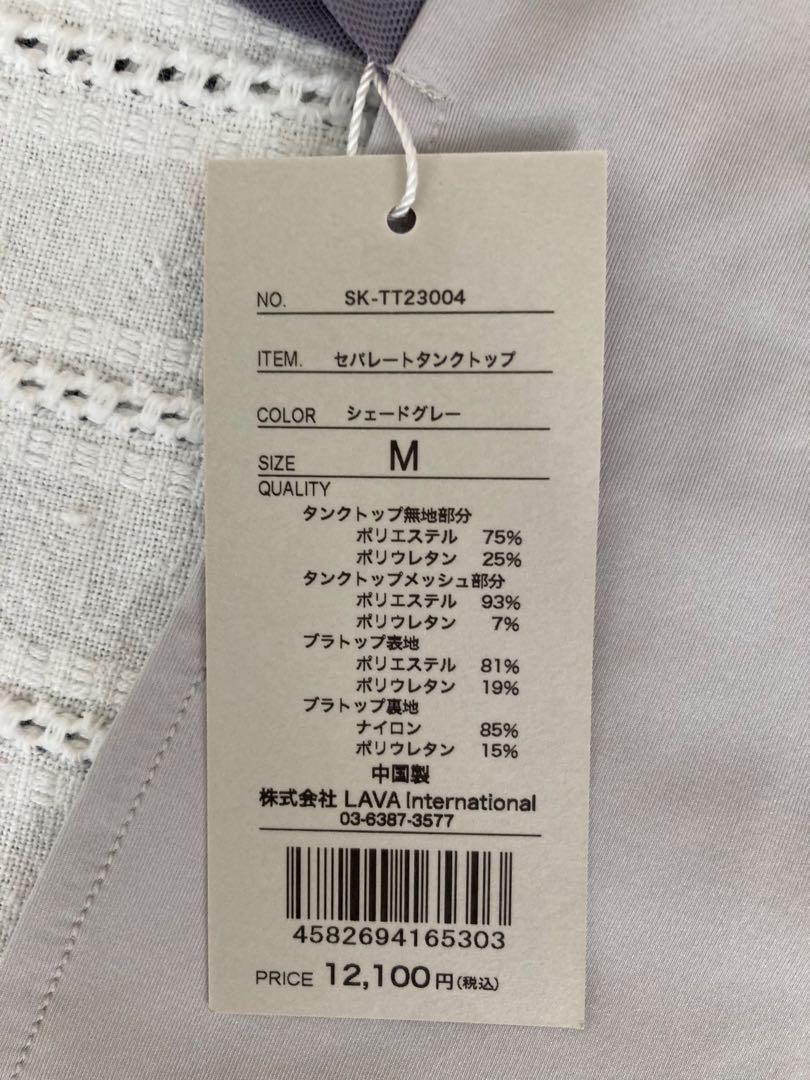 NO. SK-TT23004
ITEM. セパレートタンクトップ
COLOR シェードグレー
SIZE M
QUALITY
タンクトップ無地部分
ポリエステル 75%
ポリウレタン 25%
タンクトップメッシュ部分
ポリエステル 93%
ポリウレタン 7%
ブラトップ表地
ポリエステル 81%
ポリウレタン 19%
ブラトップ裏地
ナイロン 85%
ポリウレタン 15%
中国製
株式会社 LAVA International
03-6387-3577
4582694165303
PRICE 12,100円(税込)